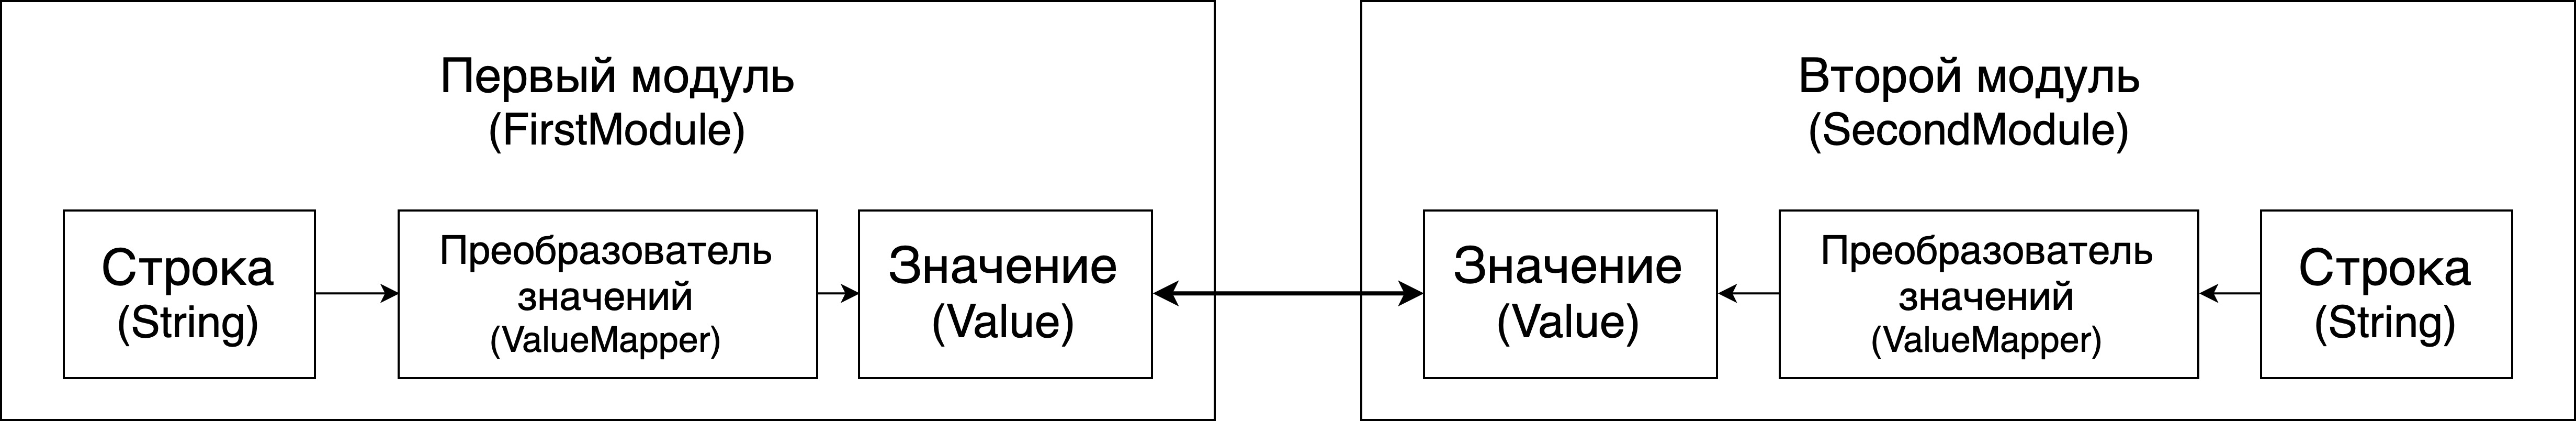 Первый модуль
(FirstModule)
Строка
(String)
Преобразователь
значений
(ValueMapper)
Значение
(Value)
Второй модуль
(SecondModule)
Значение
(Value)
Преобразователь
значений
(ValueMapper)
Строка
(String)